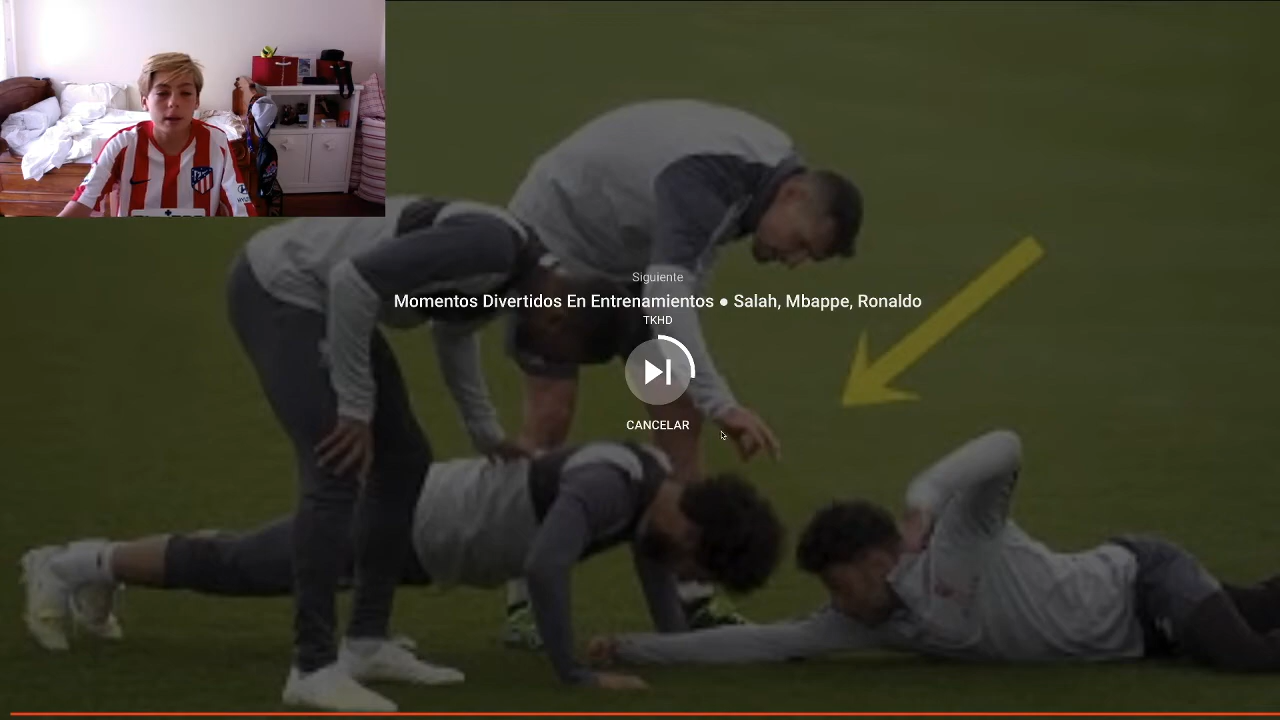 Siguiente
Momentos Divertidos En Entrenamientos ● Salah, Mbappe, Ronaldo
TKHD
CANCELAR